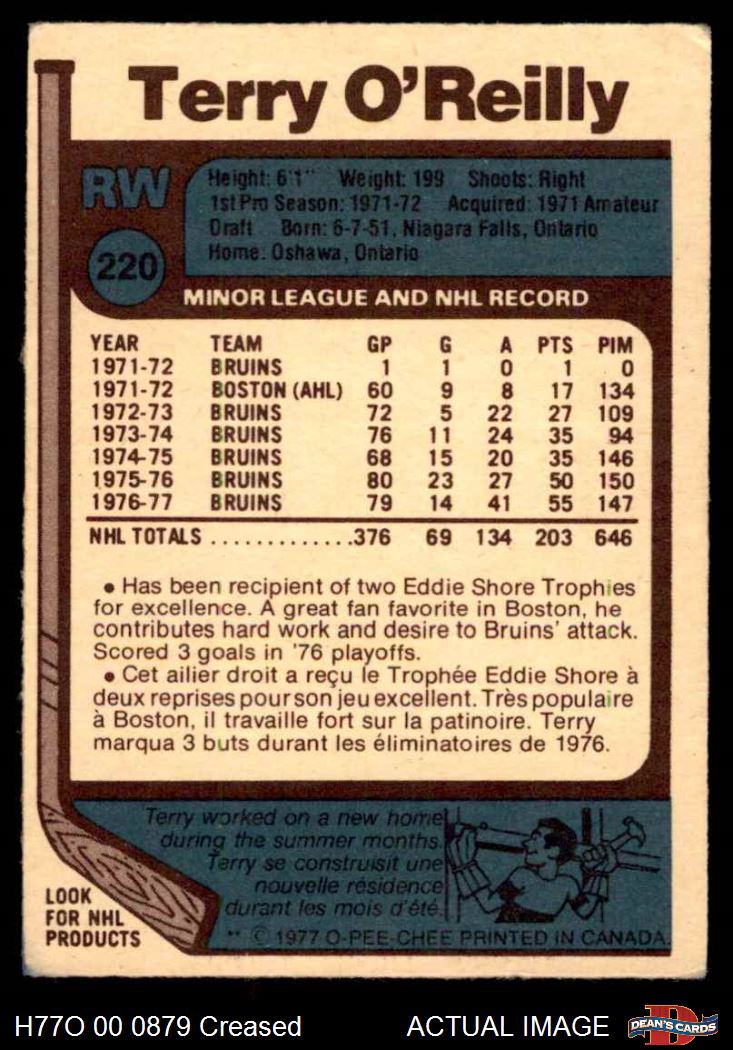 Terry O'Reilly
RW
Height: 6'1" Weight: 199 Shoots: Right
1st Pro Season: 1971-72 Acquired: 1971 Amateur
Draft Born: 6-7-51, Niagara Falls, Ontario
Home: Oshawa, Ontario
220
MINOR LEAGUE AND NHL RECORD
YEAR TEAM GP G A PTS PIM
1971-72 BRUINS 1 1 0 1 0
1971-72 BOSTON (AHL) 60 9 8 17 134
1972-73 BRUINS 72 5 22 27 109
1973-74 BRUINS 76 11 24 35 94
1974-75 BRUINS 68 15 20 35 146
1975-76 BRUINS 80 23 27 50 150
1976-77 BRUINS 79 14 41 55 147
NHL TOTALS .............376 69 134 203 646
• Has been recipient of two Eddie Shore Trophies
for excellence. A great fan favorite in Boston, he
contributes hard work and desire to Bruins' attack.
Scored 3 goals in '76 playoffs.
• Cet ailier droit a reçu le Trophée Eddie Shore à
deux reprises pour son jeu excellent. Très populaire
à Boston, il travaille fort sur la patinoire. Terry
marqua 3 buts durant les éliminatoires de 1976.
Terry worked on a new home
during the summer months.
Terry se construisit une
nouvelle résidence
durant les mois d'été.
LOOK
FOR NHL
PRODUCTS
** © 1977 O-PEE-CHEE PRINTED IN CANADA.
H77O 00 0879 Creased ACTUAL IMAGE
D
DEAN'S CARDS